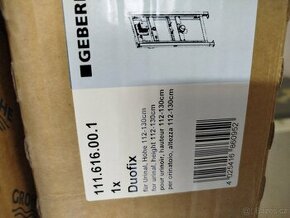 GEBERI
111.616.00.1
1x
Duofix
für Urinal, Höhe 112-130cm
for urinal, height 112-130cm
pour urinoir, hauteur 112-130cm
per orinatoio, altezza 112-130cm